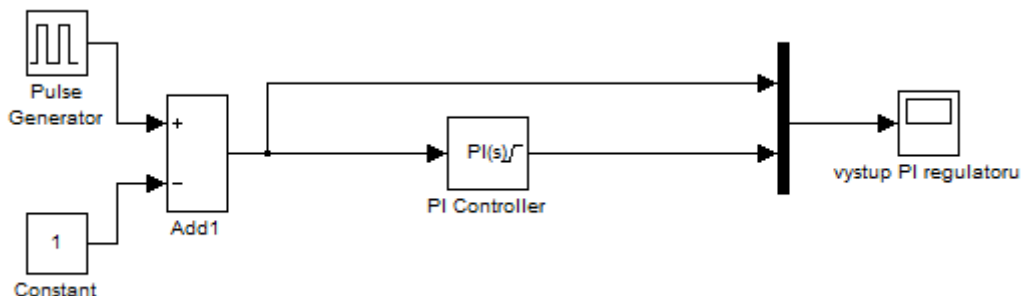 Pulse
Generator
+
−
Add1
1
Constant
PI(s)
PI Controller
vystup PI regulatoru